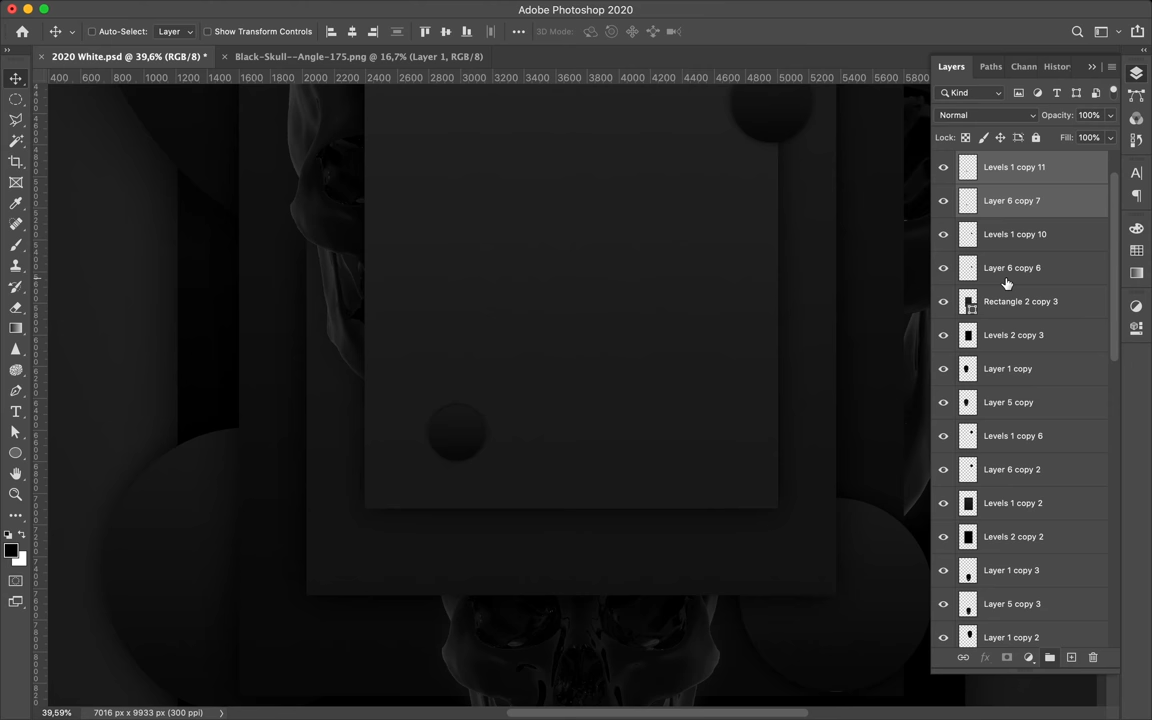 Adobe Photoshop 2020
Auto-Select: Layer Show Transform Controls 3D Mode:
2020 White.psd @ 39,6% (RGB/8) * Black-Skull--Angle-175.png @ 16,7% (Layer 1, RGB/8)
400 600 800 1000 1200 1400 1600 1800 2000 2200 2400 2600 2800 3000 3200 3400 3600 3800 4000 4200 4400 4600 4800 5000 5200 5400 5600 5800
Layers Paths Chann Histor
Kind
Normal Opacity: 100%
Lock: Fill: 100%
Levels 1 copy 11
Layer 6 copy 7
Levels 1 copy 10
Layer 6 copy 6
Rectangle 2 copy 3
Levels 2 copy 3
Layer 1 copy
Layer 5 copy
Levels 1 copy 6
Layer 6 copy 2
Levels 1 copy 2
Levels 2 copy 2
Layer 1 copy 3
Layer 5 copy 3
Layer 1 copy 2
39,59% 7016 px x 9933 px (300 ppi)